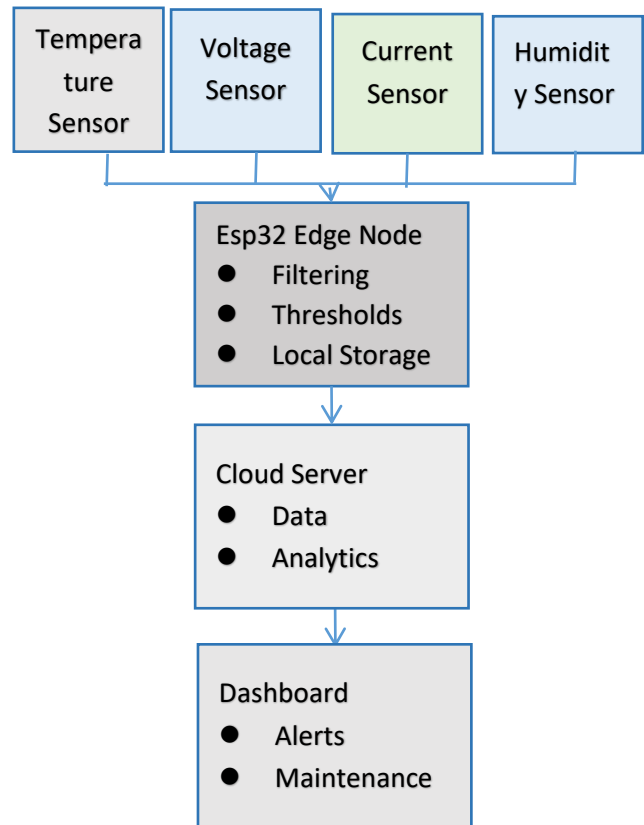 Tempera
ture
Sensor
Voltage
Sensor
Current
Sensor
Humidit
y Sensor
Esp32 Edge Node
● Filtering
● Thresholds
● Local Storage
Cloud Server
● Data
● Analytics
Dashboard
● Alerts
● Maintenance